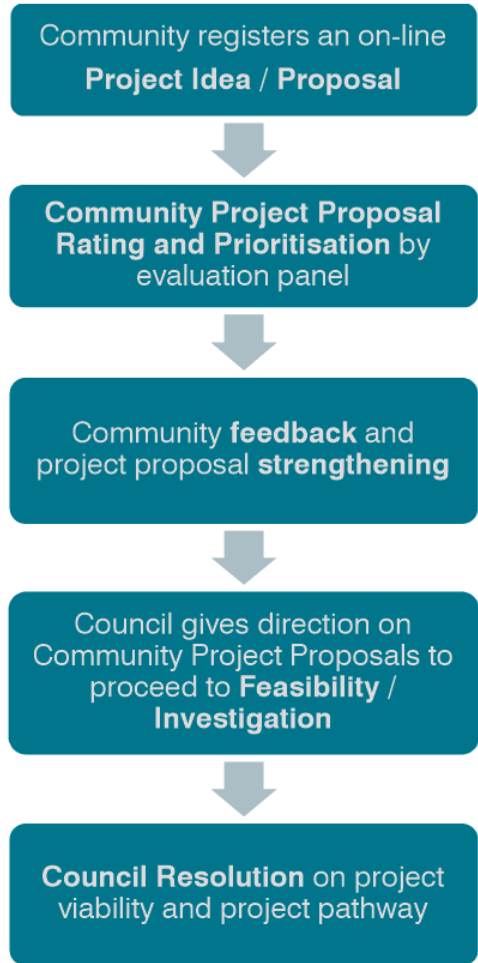 Community registers an on-line
Project Idea / Proposal
Community Project Proposal
Rating and Prioritisation by
evaluation panel
Community feedback and
project proposal strengthening
Council gives direction on
Community Project Proposals to
proceed to Feasibility /
Investigation
Council Resolution on project
viability and project pathway